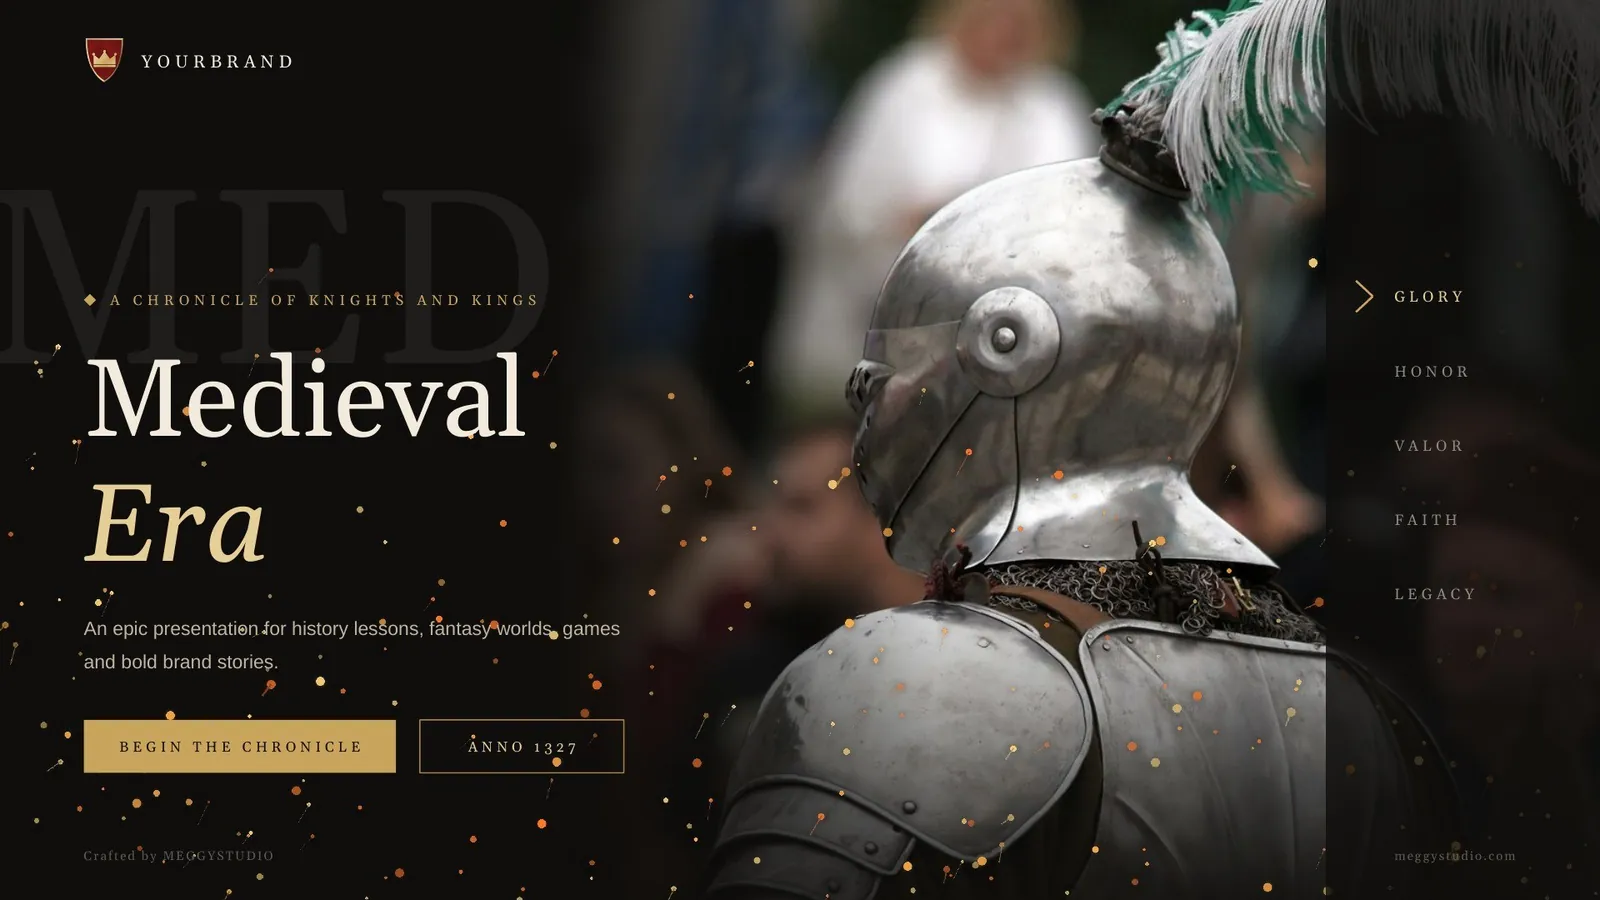 YOURBRAND
MED
A CHRONICLE OF KNIGHTS AND KINGS
Medieval
Era
An epic presentation for history lessons, fantasy worlds, games
and bold brand stories.
BEGIN THE CHRONICLE
ANNO 1327
Crafted by MEGGYSTUDIO
GLORY
HONOR
VALOR
FAITH
LEGACY
meggystudio.com